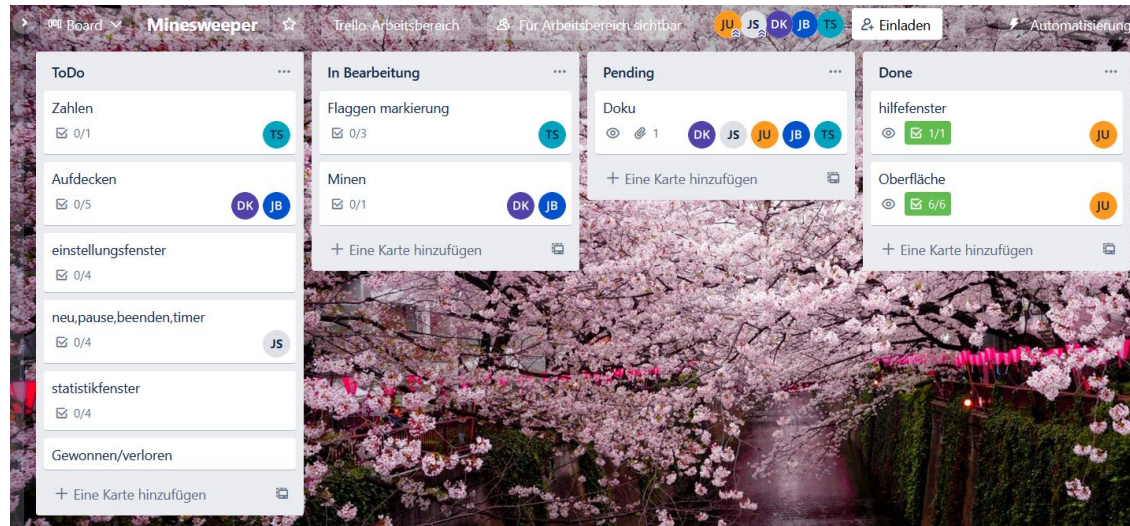 Board Minesweeper Trello-Arbeitsbereich Für Arbeitsbereich sichtbar JU JS DK JB TS Einladen Automatisierung
ToDo
Zahlen
0/1 TS
Aufdecken
0/5 DK JB
einstellungsfenster
0/4
neu,pause,beenden,timer
0/4 JS
statistikfenster
0/4
Gewonnen/verloren
+ Eine Karte hinzufügen
In Bearbeitung
Flaggen markierung
0/3 TS
Minen
0/1 DK JB
+ Eine Karte hinzufügen
Pending
Doku
1 DK JS JU JB TS
+ Eine Karte hinzufügen
Done
hilfefenster
1/1 JU
Oberfläche
6/6 JU
+ Eine Karte hinzufügen